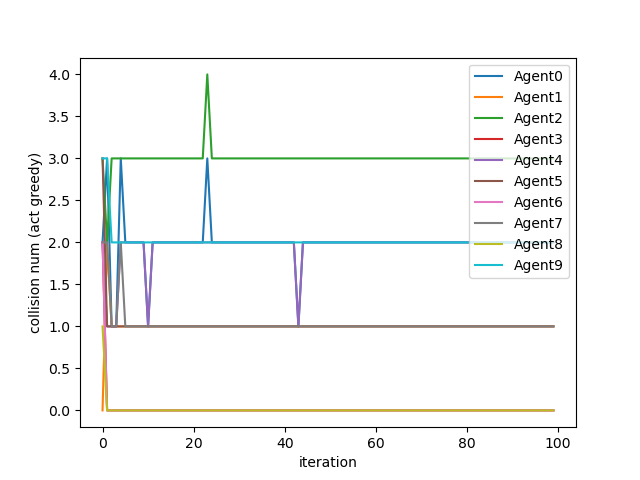 4.0
3.5
3.0
2.5
2.0
1.5
1.0
0.5
0.0
collision num (act greedy)
0
20
40
60
80
100
iteration
Agent0
Agent1
Agent2
Agent3
Agent4
Agent5
Agent6
Agent7
Agent8
Agent9